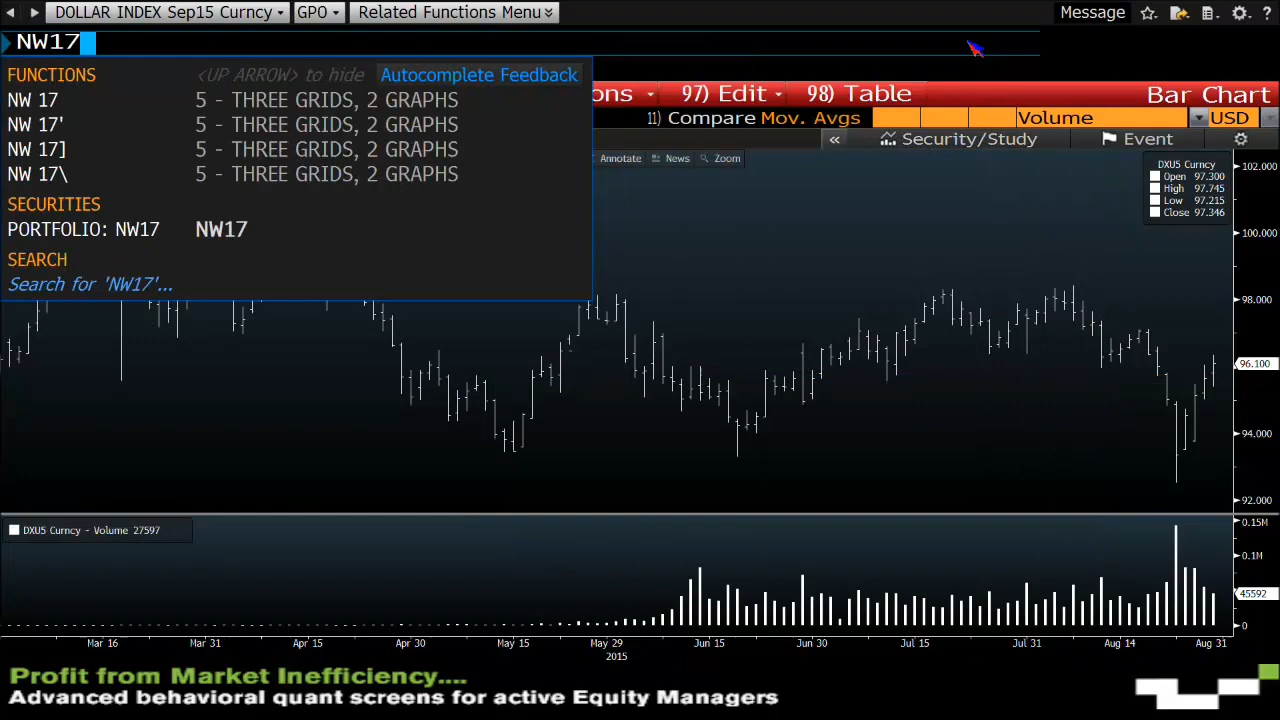 DOLLAR INDEX Sep15 Curncy GPO Related Functions Menu Message ?
NW17
FUNCTIONS <UP ARROW> to hide Autocomplete Feedback
NW 17 5 - THREE GRIDS, 2 GRAPHS
NW 17' 5 - THREE GRIDS, 2 GRAPHS
NW 17] 5 - THREE GRIDS, 2 GRAPHS
NW 17\ 5 - THREE GRIDS, 2 GRAPHS
SECURITIES
PORTFOLIO: NW17 NW17
SEARCH
Search for 'NW17'...
ons 97) Edit 98) Table Bar Chart
11) Compare Mov. Avgs Volume USD
« Security/Study Event
Annotate News Zoom
DXU5 Curncy
Open 97.300
High 97.745
Low 97.215
Close 97.346
102.000
100.000
98.000
96.100
94.000
92.000
DXU5 Curncy - Volume 27597
0.15M
0.1M
45592
0
Mar 16 Mar 31 Apr 15 Apr 30 May 15 May 29 Jun 15 Jun 30 Jul 15 Jul 31 Aug 14 Aug 31
2015
Profit from Market Inefficiency....
Advanced behavioral quant screens for active Equity Managers